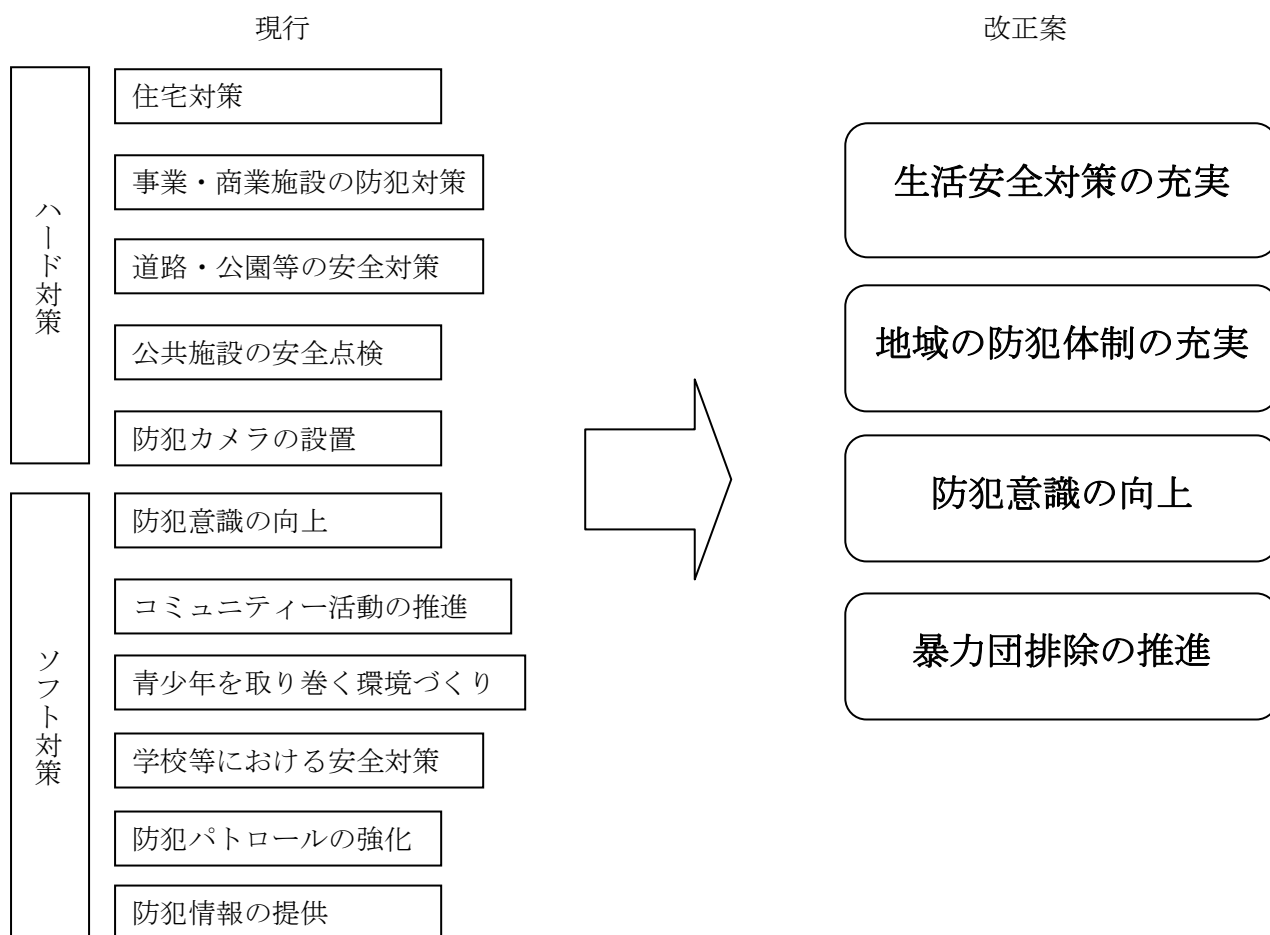 現行
改正案
ハード対策
住宅対策
事業・商業施設の防犯対策
道路・公園等の安全対策
公共施設の安全点検
防犯カメラの設置
ソフト対策
防犯意識の向上
コミュニティー活動の推進
青少年を取り巻く環境づくり
学校等における安全対策
防犯パトロールの強化
防犯情報の提供
生活安全対策の充実
地域の防犯体制の充実
防犯意識の向上
暴力団排除の推進